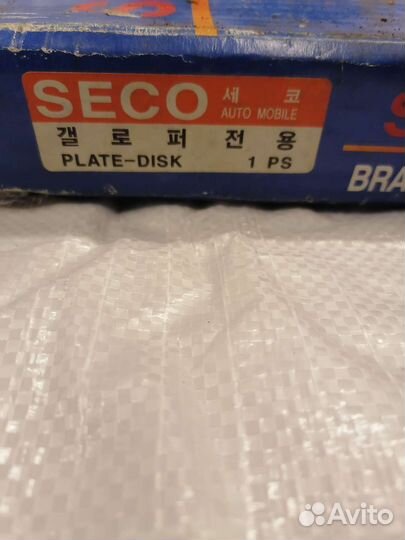 SECO 세코
AUTO MOBILE
갤로퍼전용
PLATE-DISK 1 PS
BRA
Avito